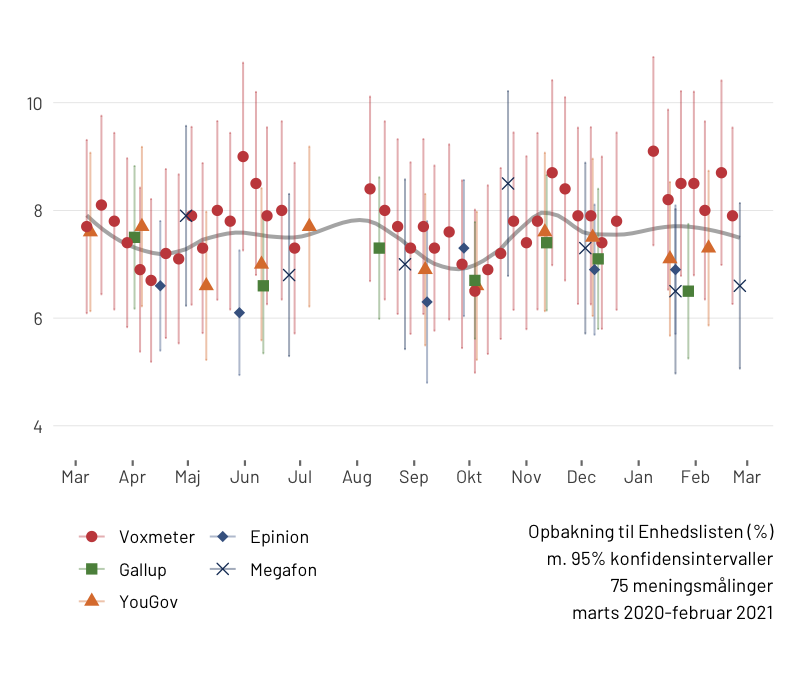 10
8
6
4
Mar Apr Maj Jun Jul Aug Sep Okt Nov Dec Jan Feb Mar
Voxmeter Epinion
Gallup Megafon
YouGov
Opbakning til Enhedslisten (%)
m. 95% konfidensintervaller
75 meningsmålinger
marts 2020-februar 2021